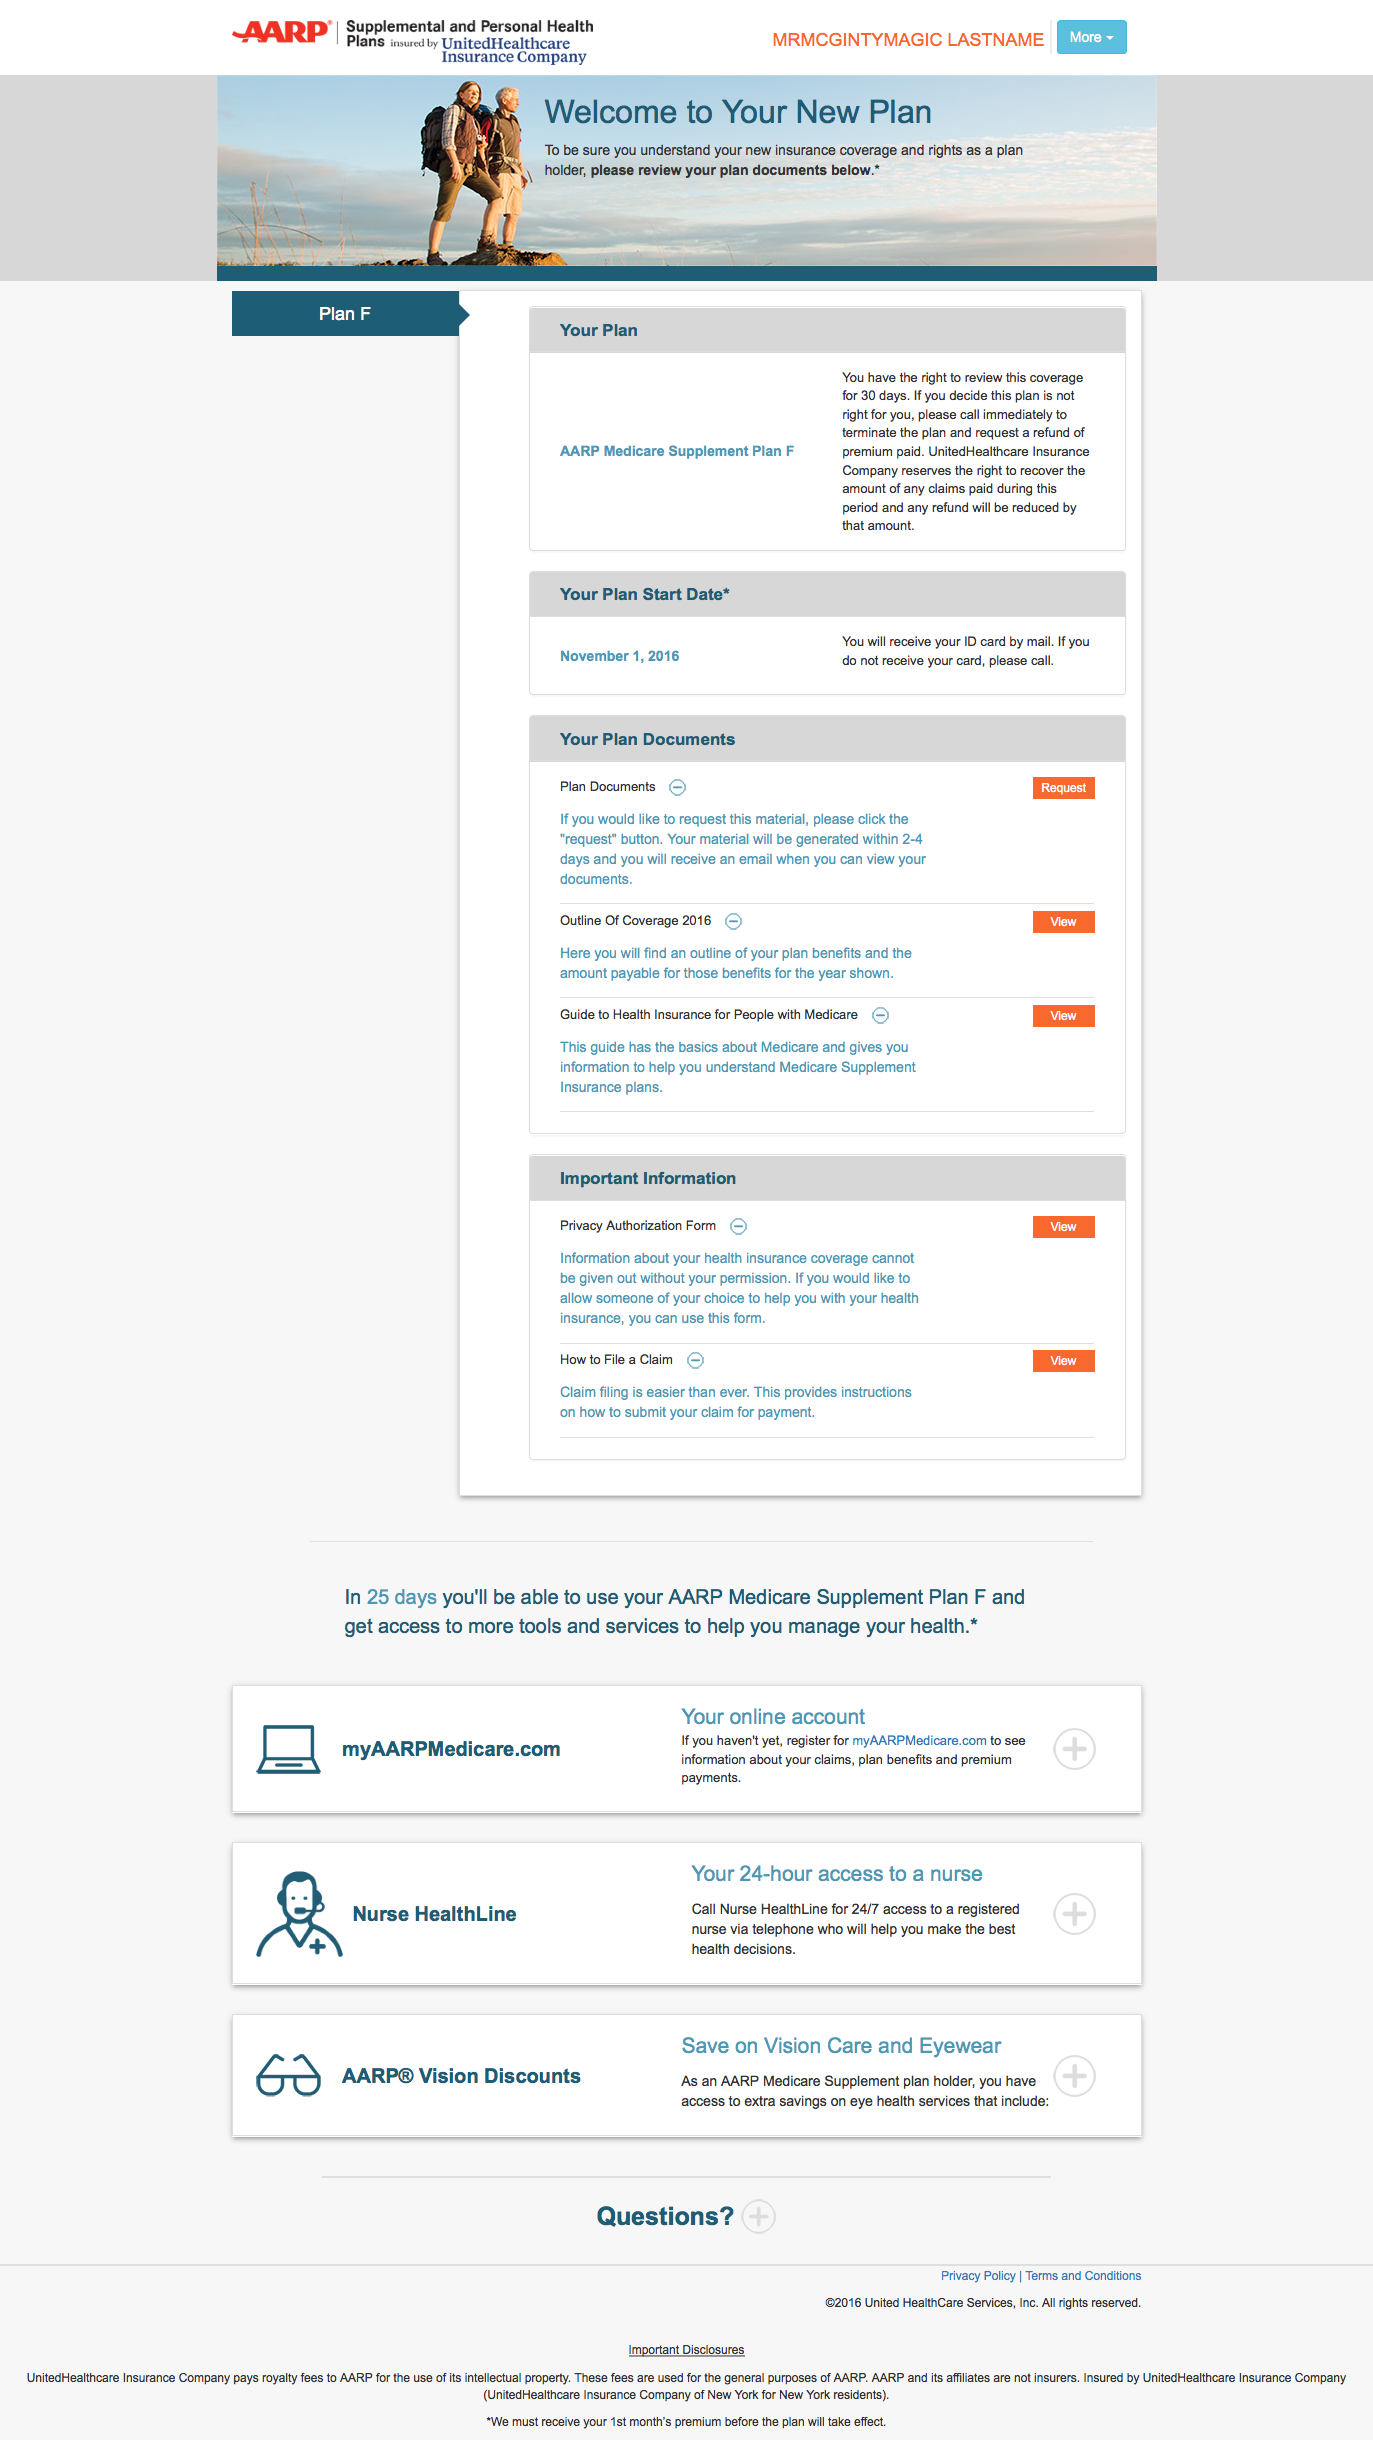 AARP®
Supplemental and Personal Health
Plans insured by UnitedHealthcare
Insurance Company
MRMCGINTYMAGIC LASTNAME
More
Welcome to Your New Plan
To be sure you understand your new insurance coverage and rights as a plan
holder, please review your plan documents below.*
Plan F
Your Plan
AARP Medicare Supplement Plan F
You have the right to review this coverage
for 30 days. If you decide this plan is not
right for you, please call immediately to
terminate the plan and request a refund of
premium paid. UnitedHealthcare Insurance
Company reserves the right to recover the
amount of any claims paid during this
period and any refund will be reduced by
that amount.
Your Plan Start Date*
November 1, 2016
You will receive your ID card by mail. If you
do not receive your card, please call.
Your Plan Documents
Plan Documents
Request
If you would like to request this material, please click the
"request" button. Your material will be generated within 2-4
days and you will receive an email when you can view your
documents.
Outline Of Coverage 2016
View
Here you will find an outline of your plan benefits and the
amount payable for those benefits for the year shown.
Guide to Health Insurance for People with Medicare
View
This guide has the basics about Medicare and gives you
information to help you understand Medicare Supplement
Insurance plans.
Important Information
Privacy Authorization Form
View
Information about your health insurance coverage cannot
be given out without your permission. If you would like to
allow someone of your choice to help you with your health
insurance, you can use this form.
How to File a Claim
View
Claim filing is easier than ever. This provides instructions
on how to submit your claim for payment.
In 25 days you'll be able to use your AARP Medicare Supplement Plan F and
get access to more tools and services to help you manage your health.*
myAARPMedicare.com
Your online account
If you haven't yet, register for myAARPMedicare.com to see
information about your claims, plan benefits and premium
payments.
Nurse HealthLine
Your 24-hour access to a nurse
Call Nurse HealthLine for 24/7 access to a registered
nurse via telephone who will help you make the best
health decisions.
AARP® Vision Discounts
Save on Vision Care and Eyewear
As an AARP Medicare Supplement plan holder, you have
access to extra savings on eye health services that include:
Questions?
Privacy Policy | Terms and Conditions
©2016 United HealthCare Services, Inc. All rights reserved.
Important Disclosures
UnitedHealthcare Insurance Company pays royalty fees to AARP for the use of its intellectual property. These fees are used for the general purposes of AARP. AARP and its affiliates are not insurers. Insured by UnitedHealthcare Insurance Company
(UnitedHealthcare Insurance Company of New York for New York residents).
*We must receive your 1st month's premium before the plan will take effect.